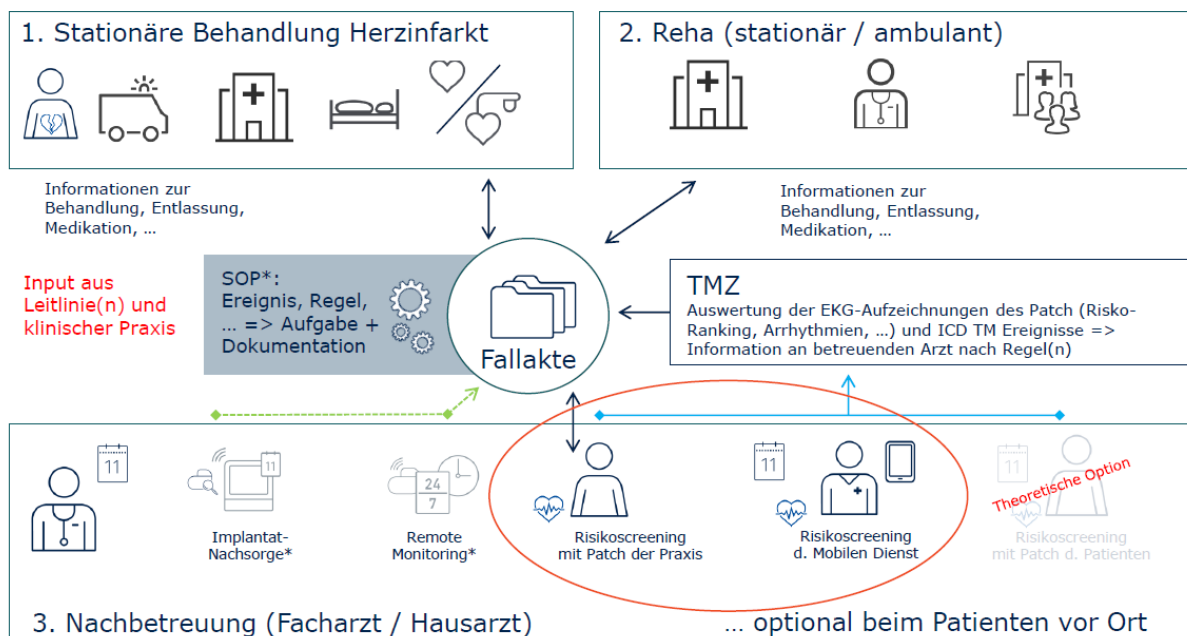 1. Stationäre Behandlung Herzinfarkt
2. Reha (stationär / ambulant)
Informationen zur
Behandlung, Entlassung,
Medikation, …
Informationen zur
Behandlung, Entlassung,
Medikation, …
Input aus
Leitlinie(n) und
klinischer Praxis
SOP*:
Ereignis, Regel,
… => Aufgabe +
Dokumentation
Fallakte
TMZ
Auswertung der EKG-Aufzeichnungen des Patch (Risko-
Ranking, Arrhythmien, …) und ICD TM Ereignisse =>
Information an betreuenden Arzt nach Regel(n)
11
11
24
7
11
11
Theoretische Option
Implantat-
Nachsorge*
Remote
Monitoring*
Risikoscreening
mit Patch der Praxis
Risikoscreening
d. Mobilen Dienst
Risikoscreening
mit Patch d. Patienten
3. Nachbetreuung (Facharzt / Hausarzt)
… optional beim Patienten vor Ort